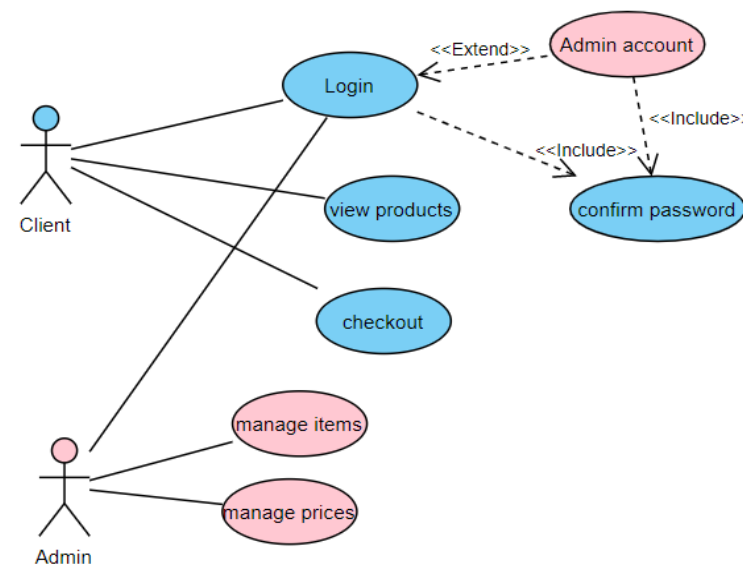 <<Extend>>
Admin account
Login
<<Include>>
<<Include>>
Client
view products
confirm password
checkout
manage items
manage prices
Admin